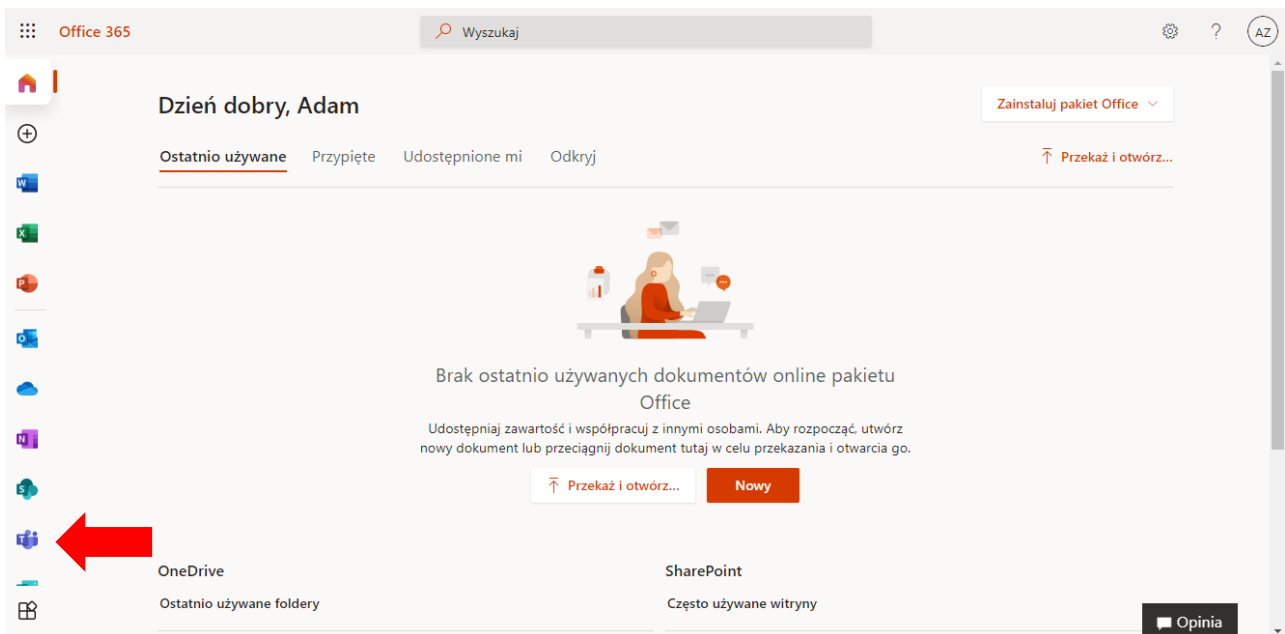 Office 365
Wyszukaj
AZ
Dzień dobry, Adam
Zainstaluj pakiet Office
Ostatnio używane Przypięte Udostępnione mi Odkryj
Przekaż i otwórz...
Brak ostatnio używanych dokumentów online pakietu
Office
Udostępniaj zawartość i współpracuj z innymi osobami. Aby rozpocząć, utwórz
nowy dokument lub przeciągnij dokument tutaj w celu przekazania i otwarcia go.
Przekaż i otwórz...
Nowy
OneDrive
SharePoint
Ostatnio używane foldery
Często używane witryny
Opinia